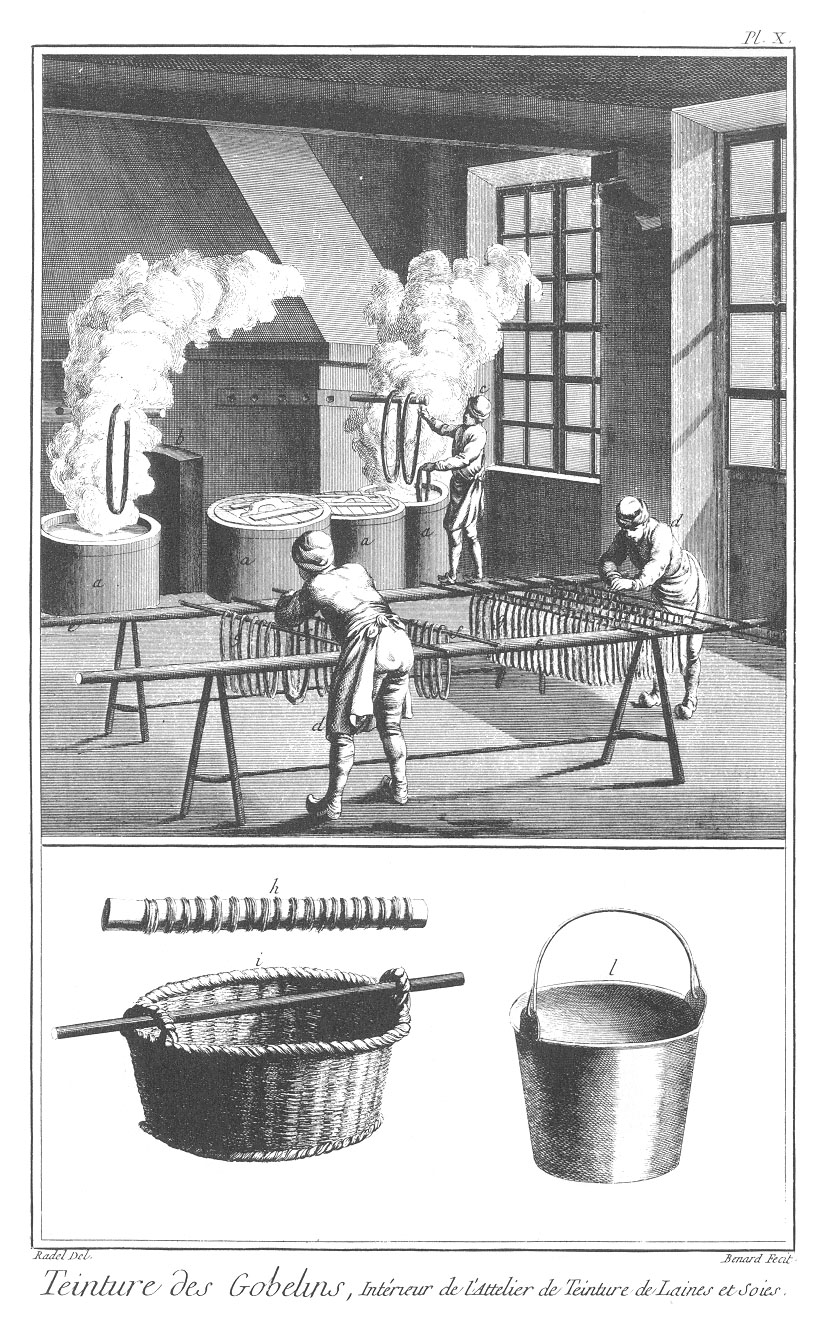 Pl. X.
c
b
a
a
a
a
d
e
f
f
g
e
d
h
i
l
Radel Del.
Benard Fecit.
Teinture des Gobelins, Intérieur de l'Attelier de Teinture de Laines et Soies.